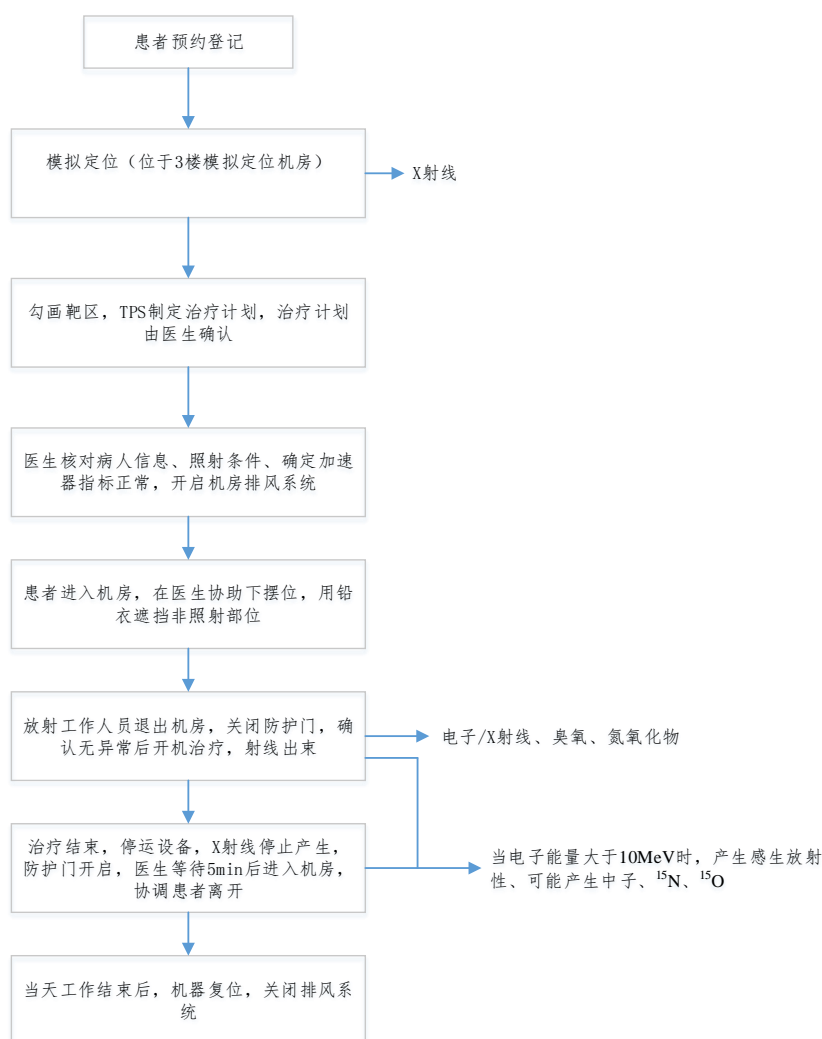 患者预约登记
模拟定位（位于3楼模拟定位机房）
X射线
勾画靶区，TPS制定治疗计划，治疗计划
由医生确认
医生核对病人信息、照射条件、确定加速
器指标正常，开启机房排风系统
患者进入机房，在医生协助下摆位，用铅
衣遮挡非照射部位
放射工作人员退出机房，关闭防护门，确
认无异常后开机治疗，射线出束
电子/X射线、臭氧、氮氧化物
治疗结束，停运设备，X射线停止产生，
防护门开启，医生等待5min后进入机房，
协调患者离开
当电子能量大于10MeV时，产生感生放射
性、可能产生中子、¹⁵N、¹⁵O
当天工作结束后，机器复位，关闭排风系
统